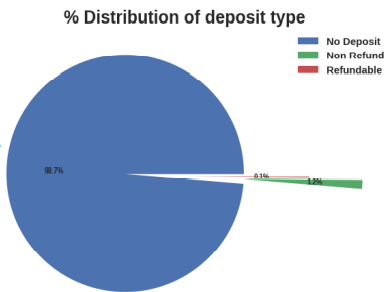 % Distribution of deposit type
No Deposit
Non Refund
Refundable
98.7%
0.1%
1.2%